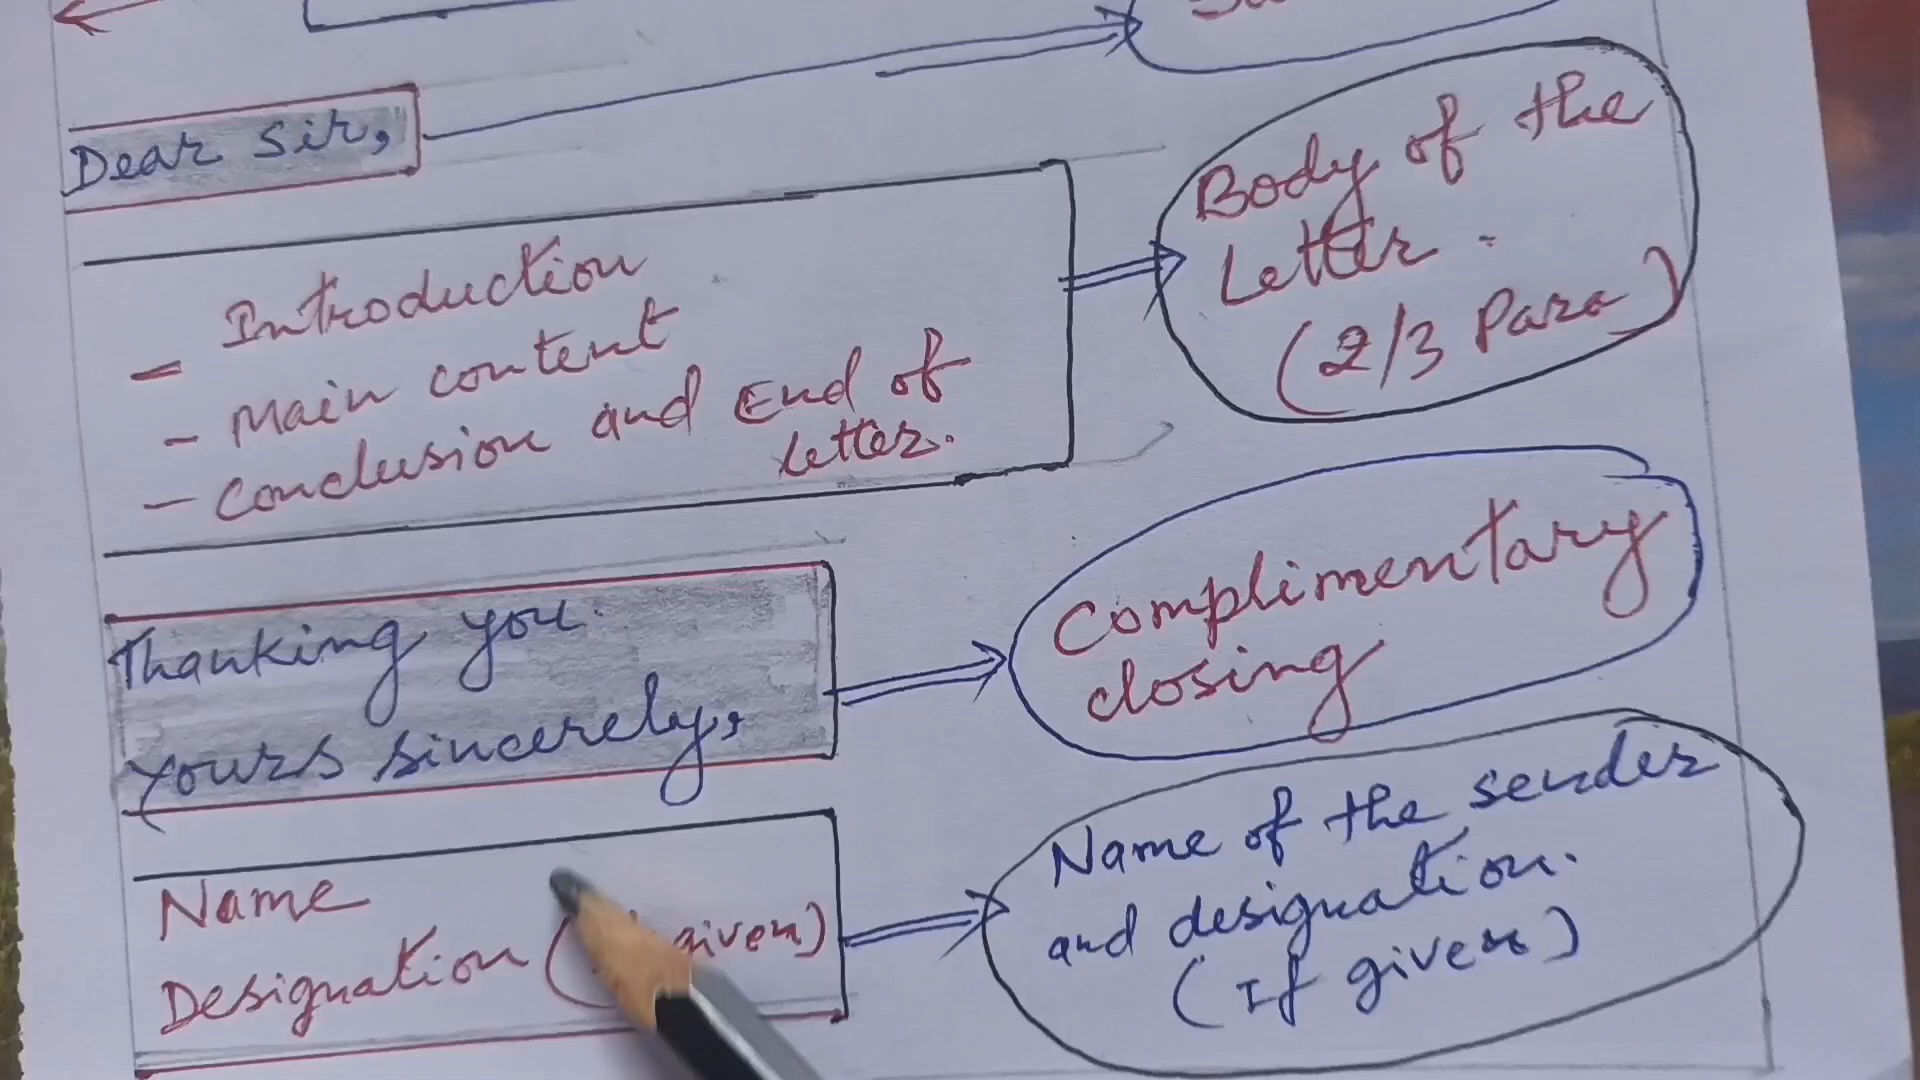 Dear Sir,
- Introduction
- Main content
- Conclusion and End of
letter.
Body of the
Letter.
(2/3 Para)
Thanking you.
Yours sincerely,
Complimentary
closing
Name
Designation ( given)
Name of the sender
and designation.
(If given)